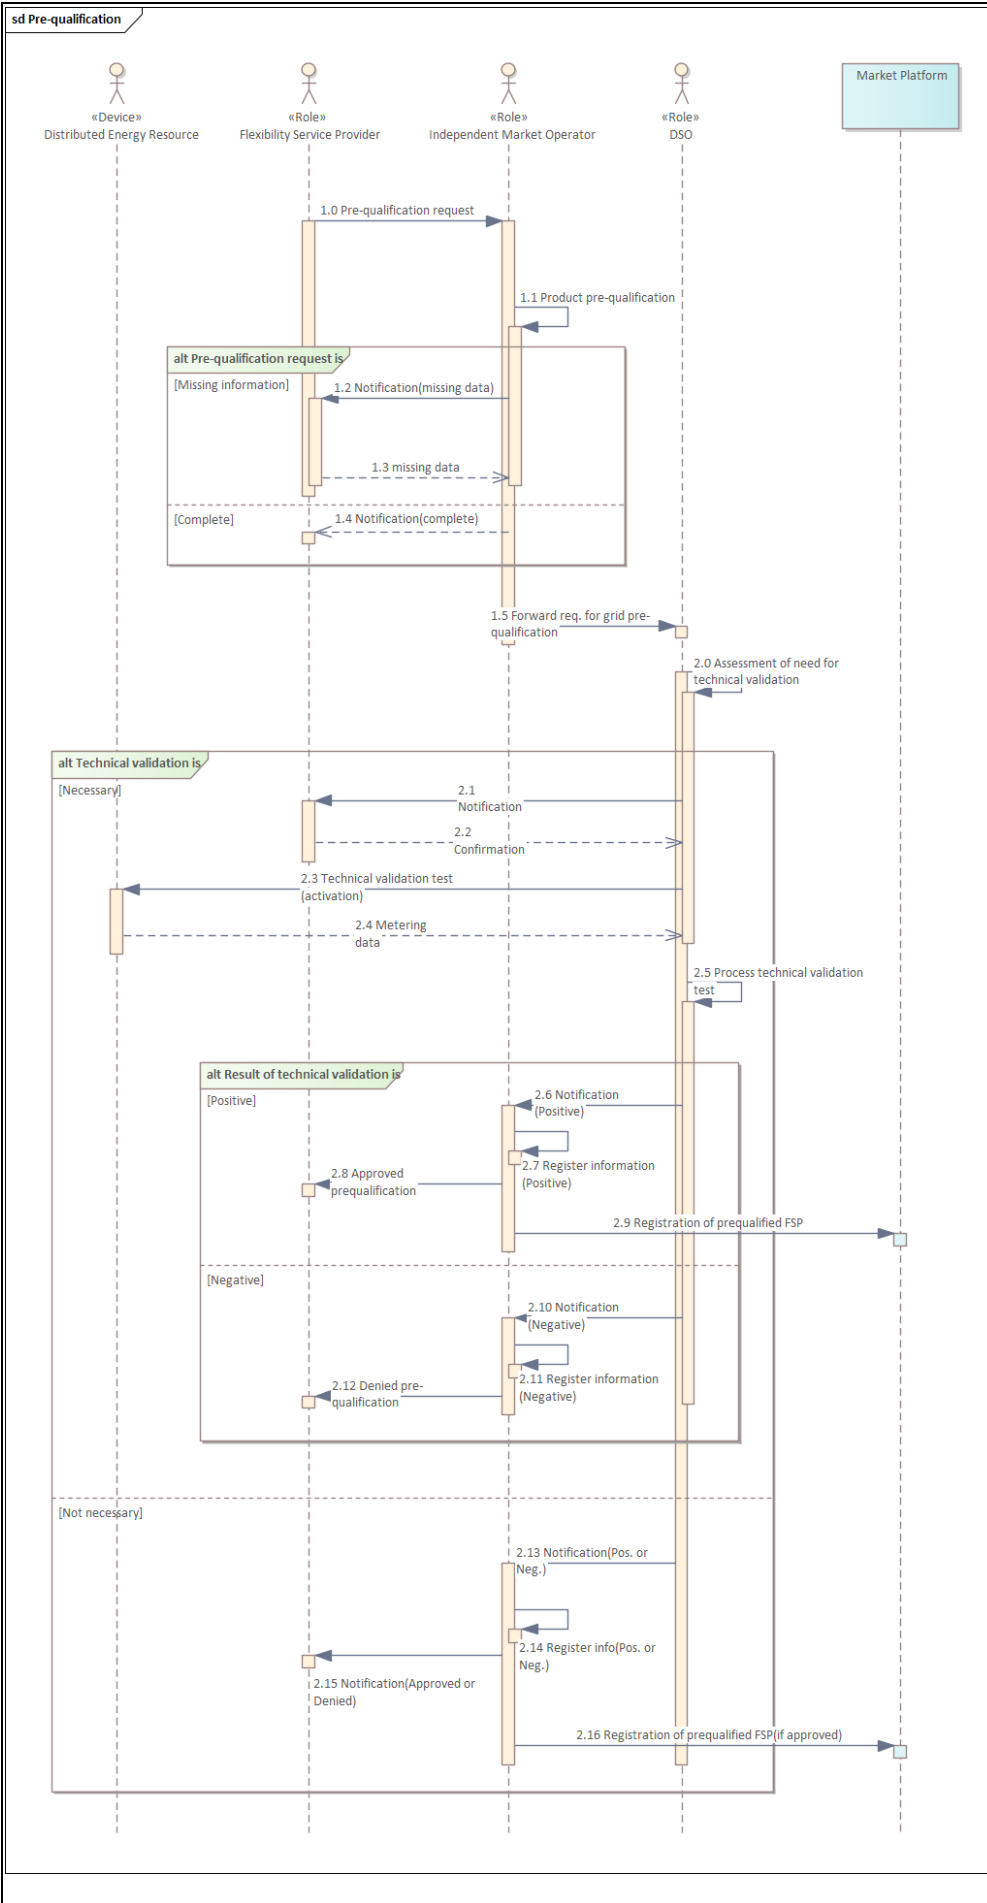 sd Pre-qualification
Market Platform
«Device»
Distributed Energy Resource
«Role»
Flexibility Service Provider
«Role»
Independent Market Operator
«Role»
DSO
1.0 Pre-qualification request
1.1 Product pre-qualification
alt Pre-qualification request is
[Missing information]
1.2 Notification(missing data)
1.3 missing data
[Complete]
1.4 Notification(complete)
1.5 Forward req. for grid pre-
qualification
2.0 Assessment of need for
technical validation
alt Technical validation is
[Necessary]
2.1
Notification
2.2
Confirmation
2.3 Technical validation test
(activation)
2.4 Metering
data
2.5 Process technical validation
test
alt Result of technical validation is
[Positive]
2.6 Notification
(Positive)
2.7 Register information
(Positive)
2.8 Approved
prequalification
2.9 Registration of prequalified FSP
[Negative]
2.10 Notification
(Negative)
2.11 Register information
(Negative)
2.12 Denied pre-
qualification
[Not necessary]
2.13 Notification(Pos. or
Neg.)
2.14 Register info(Pos. or
Neg.)
2.15 Notification(Approved or
Denied)
2.16 Registration of prequalified FSP(if approved)